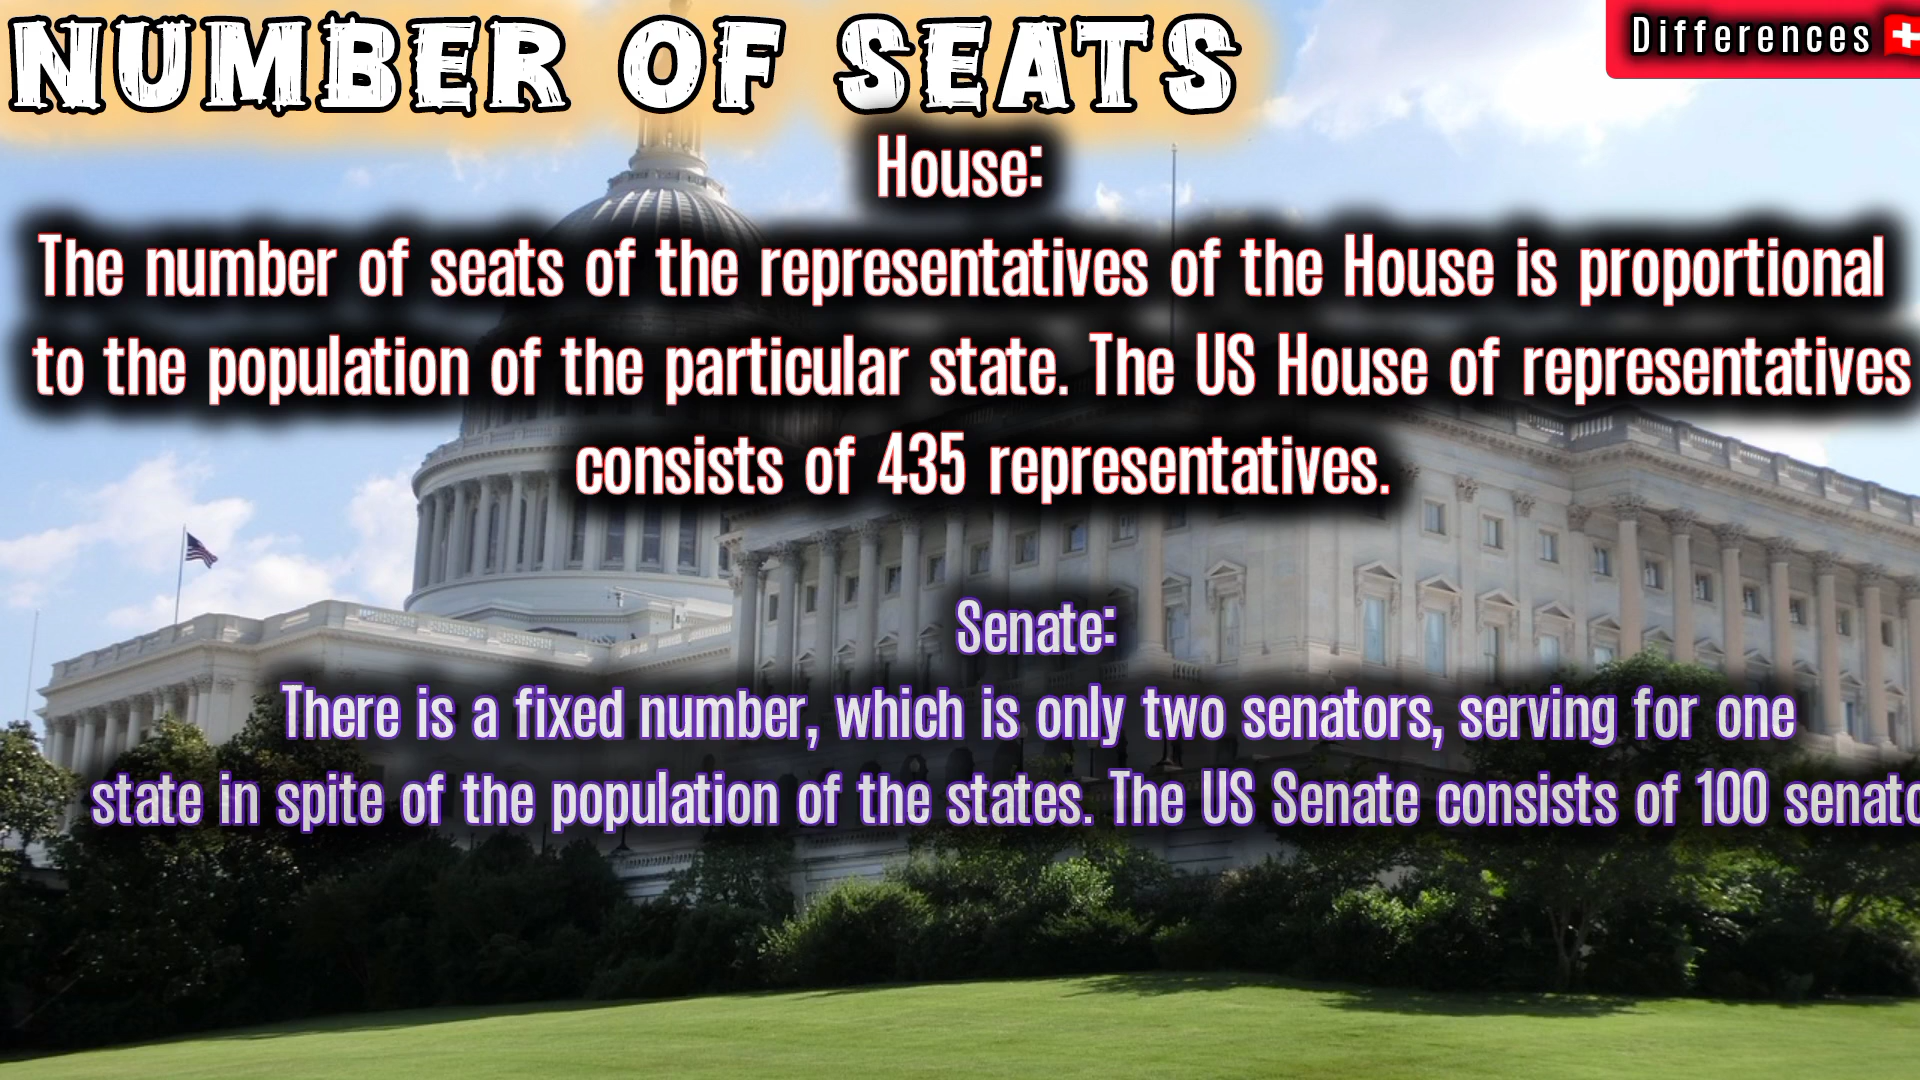 NUMBER OF SEATS
Differences
House:
The number of seats of the representatives of the House is proportional
to the population of the particular state. The US House of representatives
consists of 435 representatives.
Senate:
There is a fixed number, which is only two senators, serving for one
state in spite of the population of the states. The US Senate consists of 100 senato